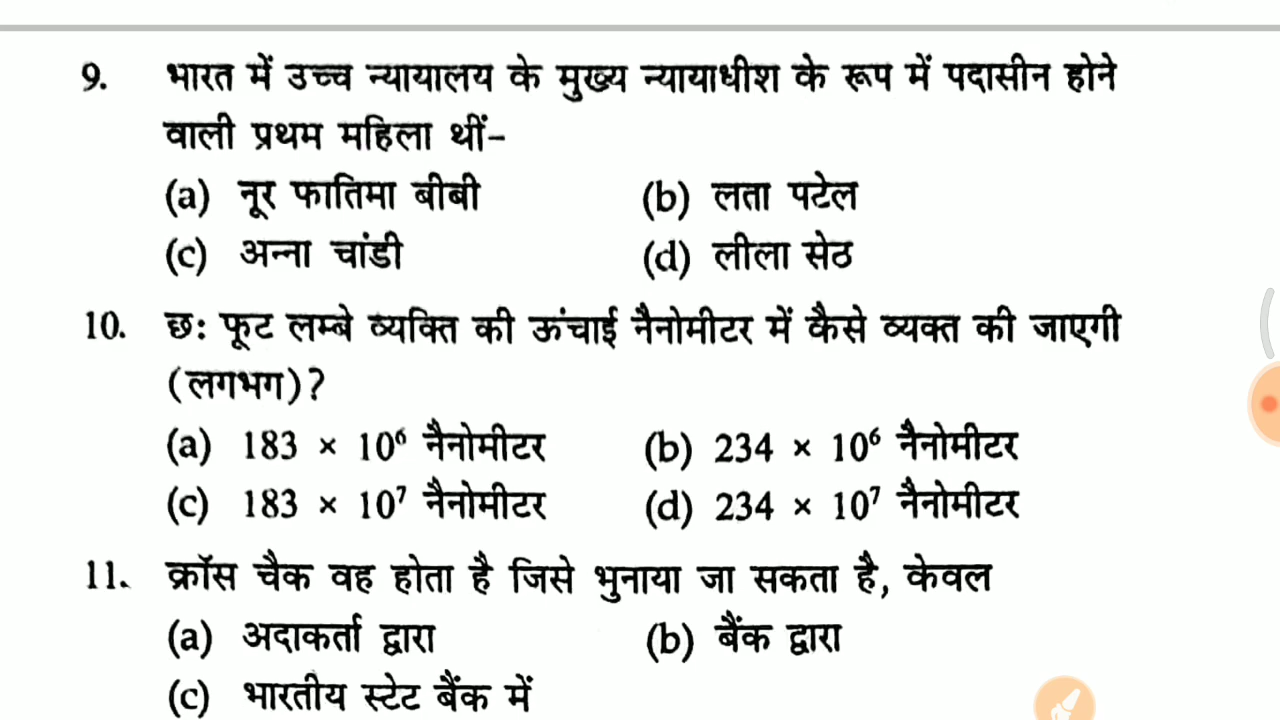 9. भारत में उच्च न्यायालय के मुख्य न्यायाधीश के रूप में पदासीन होने
वाली प्रथम महिला थीं-
(a) नूर फातिमा बीबी (b) लता पटेल
(c) अन्ना चांडी (d) लीला सेठ
10. छः फूट लम्बे व्यक्ति की ऊंचाई नैनोमीटर में कैसे व्यक्त की जाएगी
(लगभग)?
(a) 183 × 10⁶ नैनोमीटर (b) 234 × 10⁶ नैनोमीटर
(c) 183 × 10⁷ नैनोमीटर (d) 234 × 10⁷ नैनोमीटर
11. क्रॉस चैक वह होता है जिसे भुनाया जा सकता है, केवल
(a) अदाकर्ता द्वारा (b) बैंक द्वारा
(c) भारतीय स्टेट बैंक में